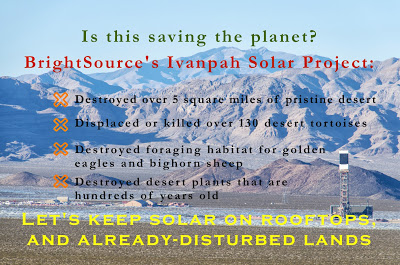 Is this saving the planet?
BrightSource's Ivanpah Solar Project:
Destroyed over 5 square miles of pristine desert
Displaced or killed over 130 desert tortoises
Destroyed foraging habitat for golden
eagles and bighorn sheep
Destroyed desert plants that are
hundreds of years old
Let's keep solar on rooftops,
and already-disturbed lands